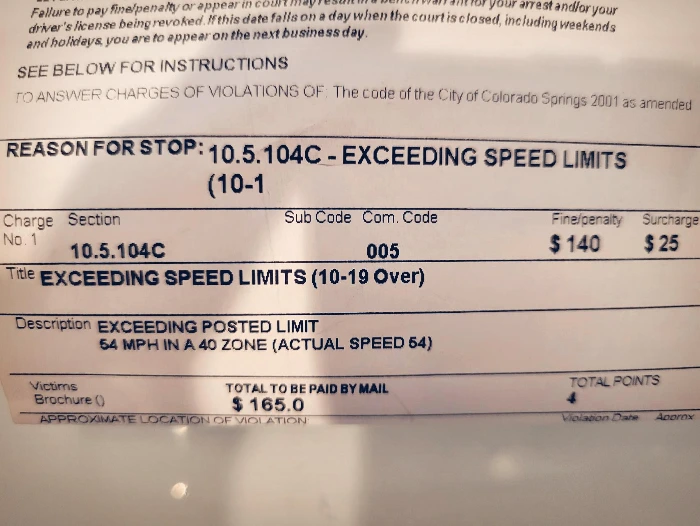 Failure to pay fine/penalty or appear in court may result in a bench warrant for your arrest and/or your
driver's license being revoked. If this date falls on a day when the court is closed, including weekends
and holidays, you are to appear on the next business day.
SEE BELOW FOR INSTRUCTIONS
TO ANSWER CHARGES OF VIOLATIONS OF: The code of the City of Colorado Springs 2001 as amended
REASON FOR STOP: 10.5.104C - EXCEEDING SPEED LIMITS
(10-1
Charge Section Sub Code Com. Code Fine/penalty Surcharge
No. 1 10.5.104C 005 $ 140 $ 25
Title EXCEEDING SPEED LIMITS (10-19 Over)
Description EXCEEDING POSTED LIMIT
54 MPH IN A 40 ZONE (ACTUAL SPEED 54)
Victims TOTAL TO BE PAID BY MAIL TOTAL POINTS
Brochure () $ 165.0 4
APPROXIMATE LOCATION OF VIOLATION Violation Date Approx